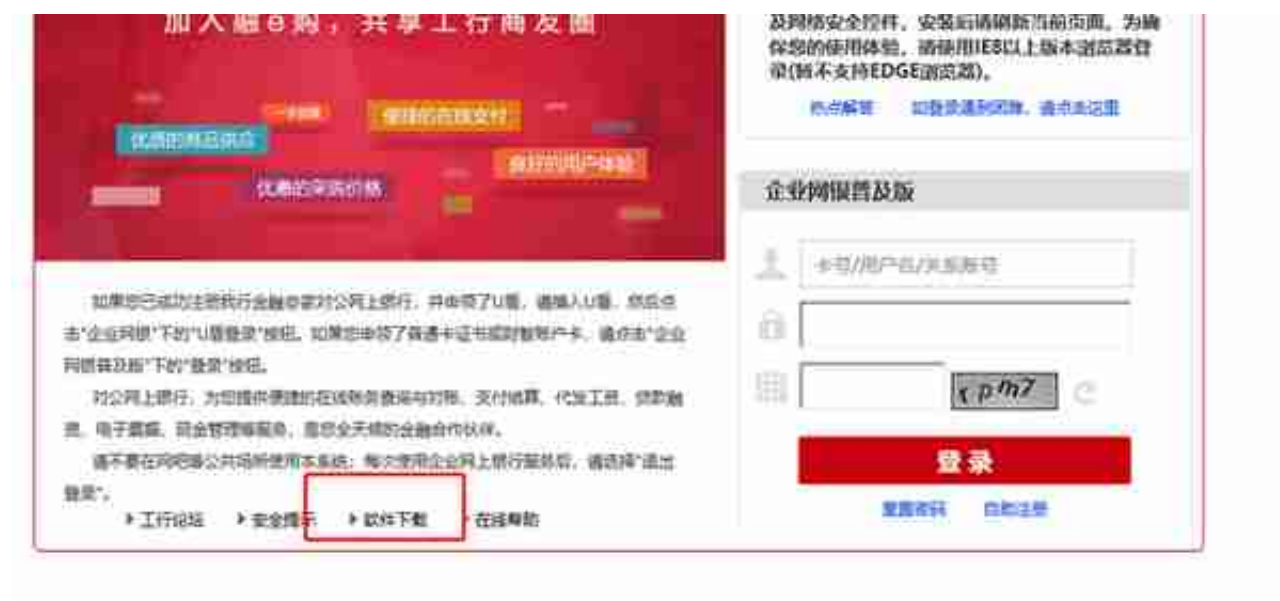 加入融e购，共享工行商友圈
优质的商品供应
便捷的在线支付
良好的用户体验
优惠的采购价格
及网络安全控件，安装后请刷新当前页面。为确
保您的使用体验，请使用IE8以上版本浏览器登
录(暂不支持EDGE浏览器)。
热点解答 如登录遇到困难，请点击这里
企业网银普及版
卡号/用户名/关联账号
rpm7
登录
重置密码 自助注册
如果您已成功注册我行金融@家对公网上银行，并申领了U盾，请插入U盾，然后点
击“企业网银”下的“U盾登录”按钮。如果您申领了普通卡证书或财智账户卡，请点击“企业
网银普及版”下的“登录”按钮。
对公网上银行，为您提供便捷的在线账务查询与对账、支付结算、代发工资、贷款融
资、电子票据、现金管理等服务，是您全天候的金融合作伙伴。
请不要在网吧等公共场所使用本系统；每次使用企业网上银行服务后，请选择“退出
登录”。
工行论坛 安全提示 软件下载 在线帮助